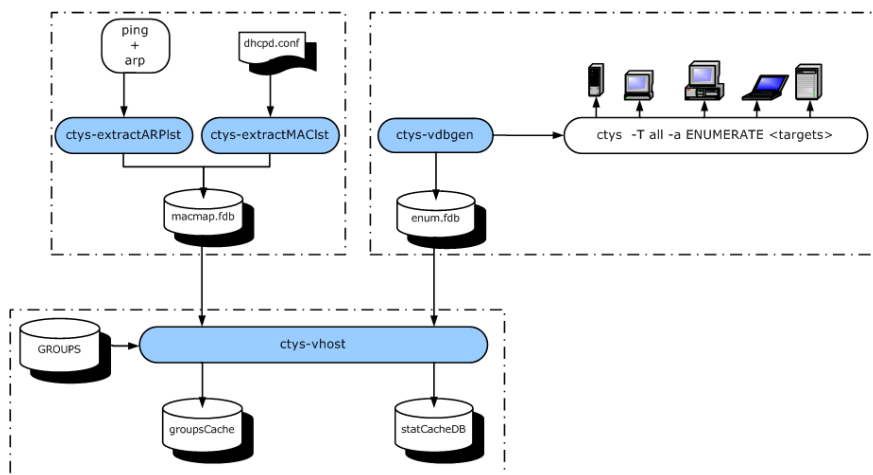 ping
+
arp
dhcpd.conf
ctys-extractARPlst
ctys-extractMAClst
ctys-vdbgen
ctys -T all -a ENUMERATE <targets>
macmap.fdb
enum.fdb
GROUPS
ctys-vhost
groupsCache
statCacheDB